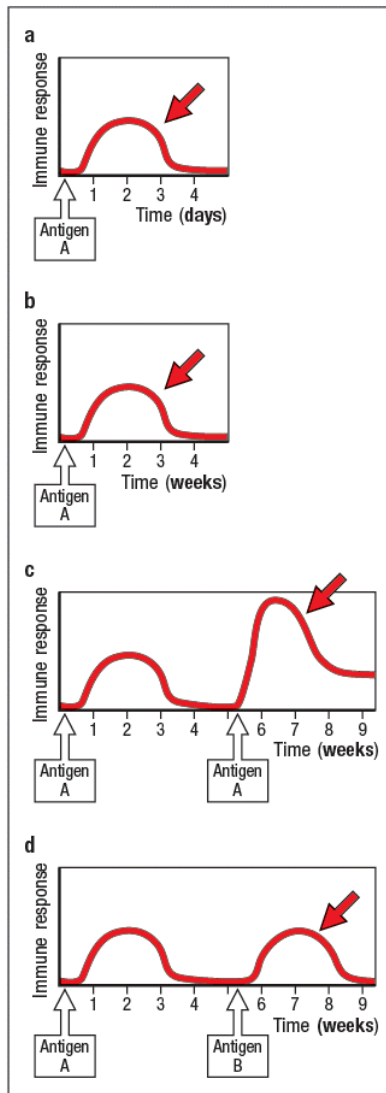 a
Immune response
1 2 3 4
Time (days)
Antigen
A
b
Immune response
1 2 3 4
Time (weeks)
Antigen
A
c
Immune response
1 2 3 4 5 6 7 8 9
Time (weeks)
Antigen
A
Antigen
A
d
Immune response
1 2 3 4 5 6 7 8 9
Time (weeks)
Antigen
A
Antigen
B